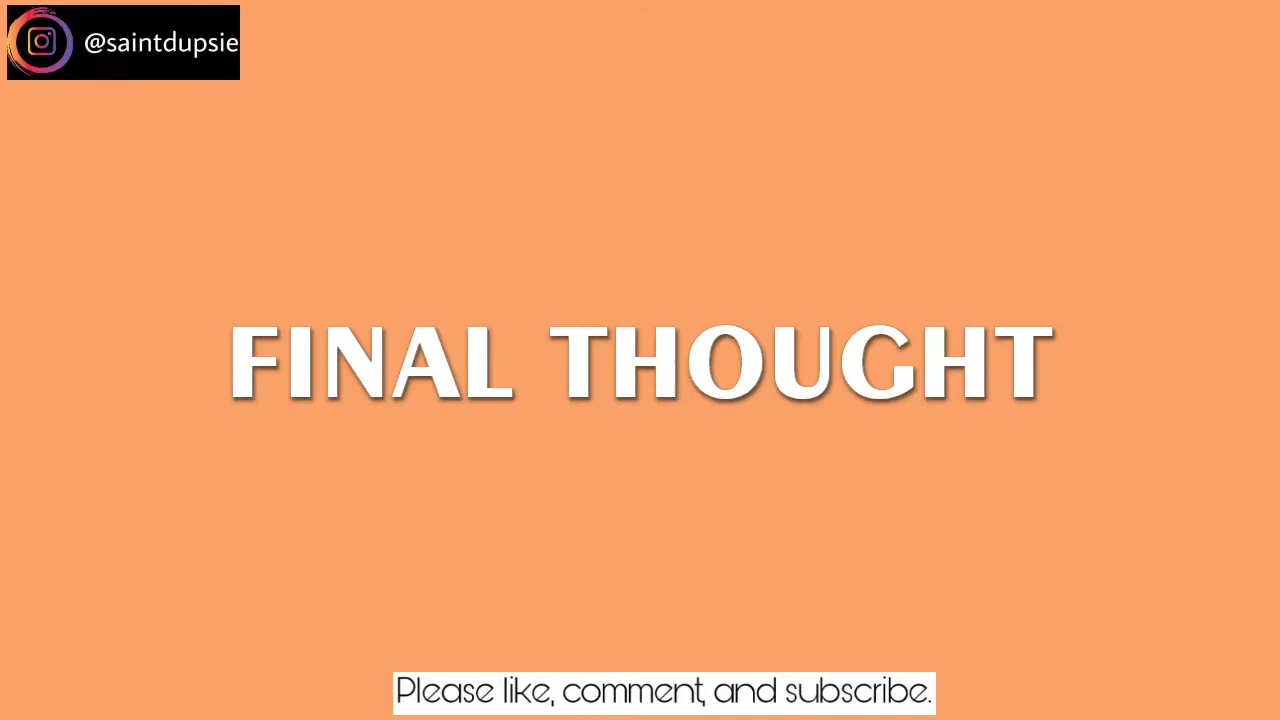 @saintdupsie
FINAL THOUGHT
Please like, comment, and subscribe.